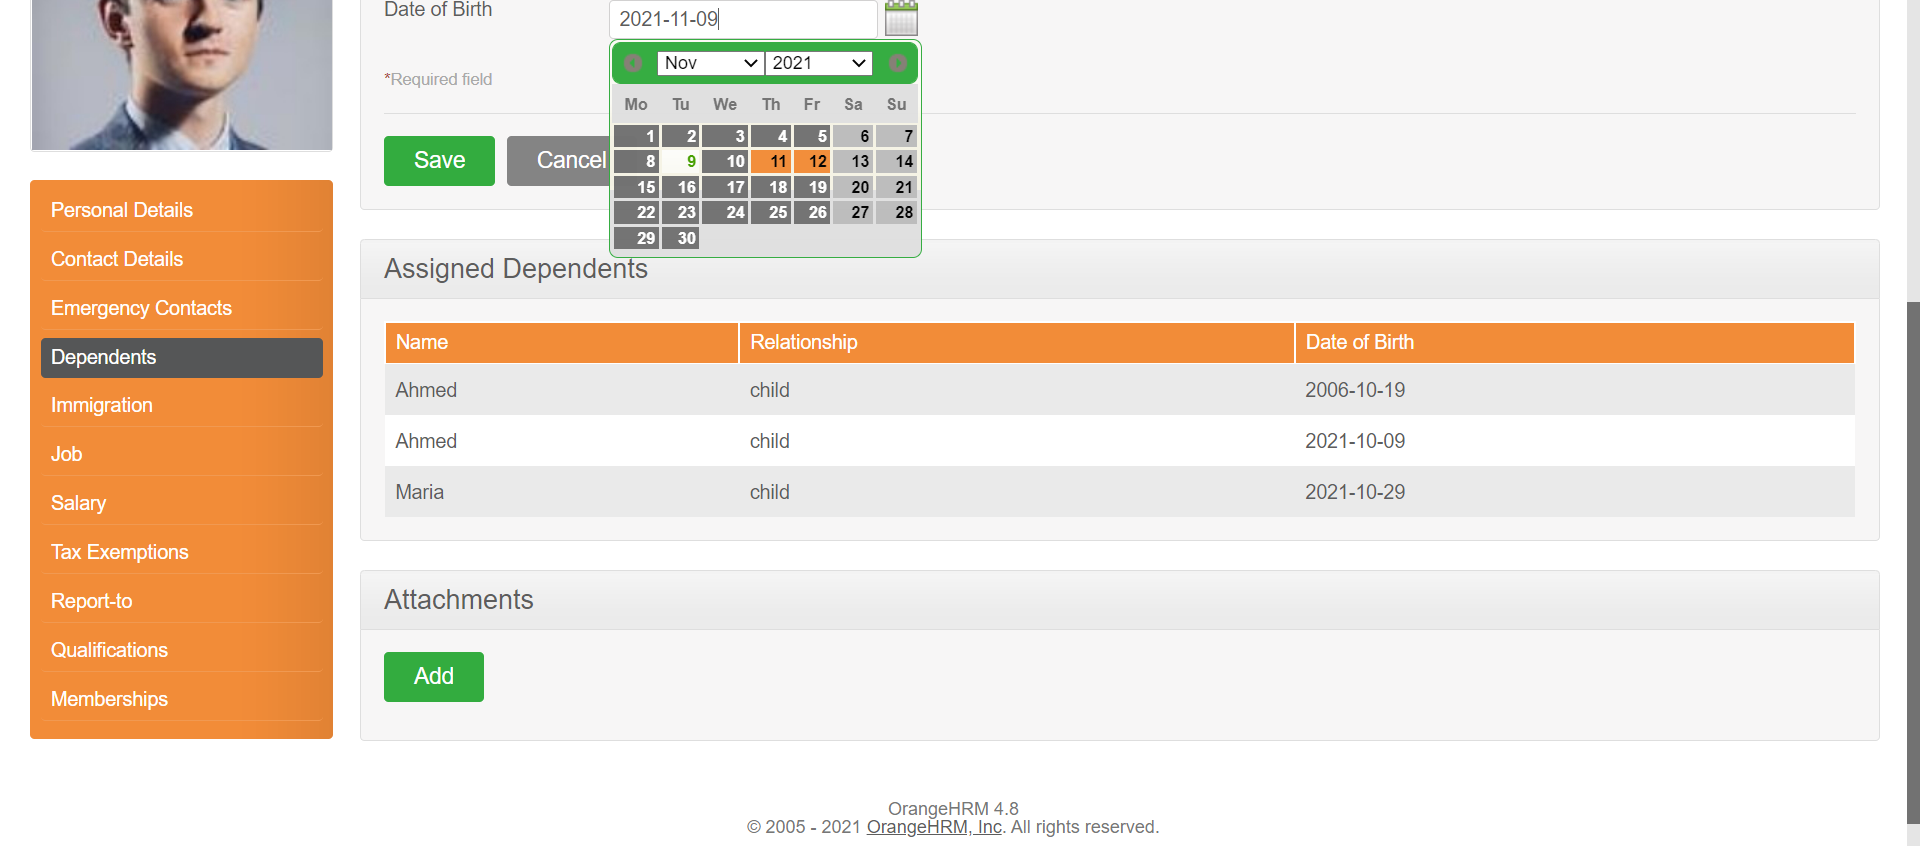 Date of Birth
2021-11-09
Nov 2021
*Required field
Mo Tu We Th Fr Sa Su
1 2 3 4 5 6 7
8 9 10 11 12 13 14
15 16 17 18 19 20 21
22 23 24 25 26 27 28
29 30
Save Cancel
Personal Details
Contact Details
Emergency Contacts
Dependents
Immigration
Job
Salary
Tax Exemptions
Report-to
Qualifications
Memberships
Assigned Dependents
Name Relationship Date of Birth
Ahmed child 2006-10-19
Ahmed child 2021-10-09
Maria child 2021-10-29
Attachments
Add
OrangeHRM 4.8
© 2005 - 2021 OrangeHRM, Inc. All rights reserved.